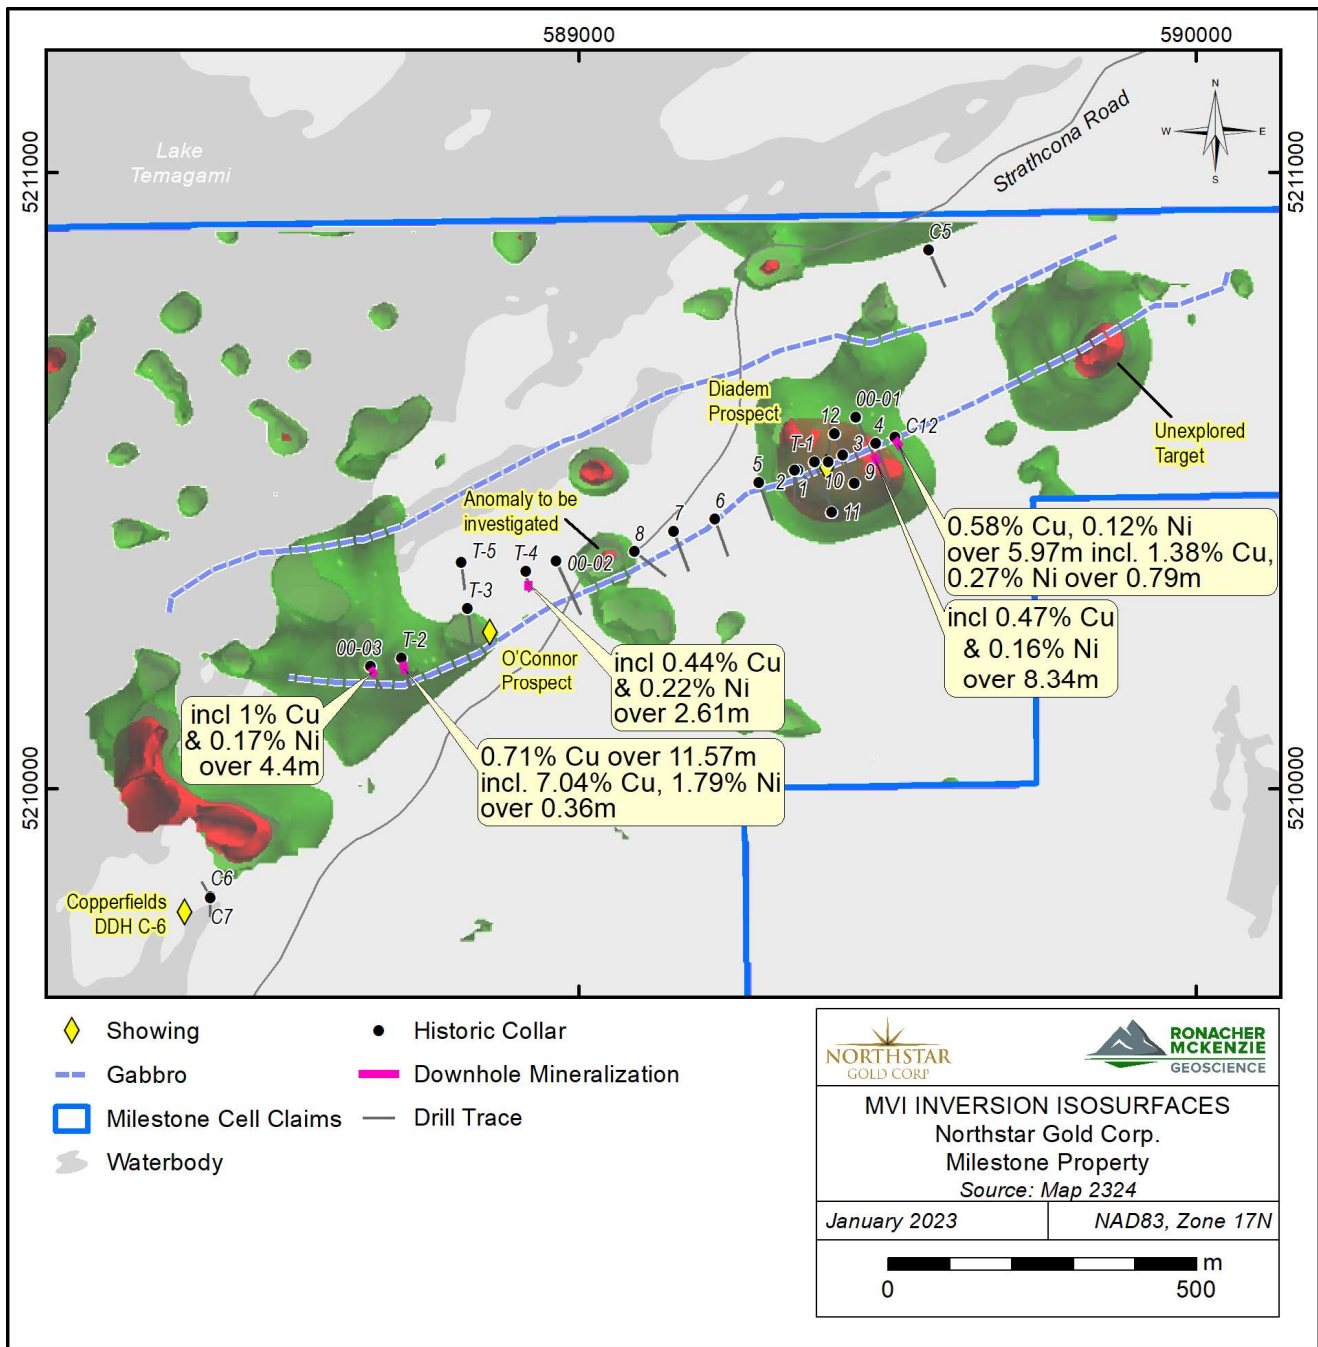 589000
590000
5211000
5211000
5210000
5210000
N
W
E
S
Lake
Temagami
Strathcona Road
C5
Diadem
Prospect
00-01
12
4
C12
T-1
3
5
2
1
10
9
11
Unexplored
Target
Anomaly to be
investigated
6
7
8
T-5
T-4
00-02
T-3
00-03
T-2
O'Connor
Prospect
0.58% Cu, 0.12% Ni
over 5.97m incl. 1.38% Cu,
0.27% Ni over 0.79m
incl 0.47% Cu
& 0.16% Ni
over 8.34m
incl 0.44% Cu
& 0.22% Ni
over 2.61m
incl 1% Cu
& 0.17% Ni
over 4.4m
0.71% Cu over 11.57m
incl. 7.04% Cu, 1.79% Ni
over 0.36m
C6
C7
Copperfields
DDH C-6
Showing
Gabbro
Milestone Cell Claims
Waterbody
Historic Collar
Downhole Mineralization
Drill Trace
NORTHSTAR
GOLD CORP
RONACHER
MCKENZIE
GEOSCIENCE
MVI INVERSION ISOSURFACES
Northstar Gold Corp.
Milestone Property
Source: Map 2324
January 2023
NAD83, Zone 17N
m
0
500